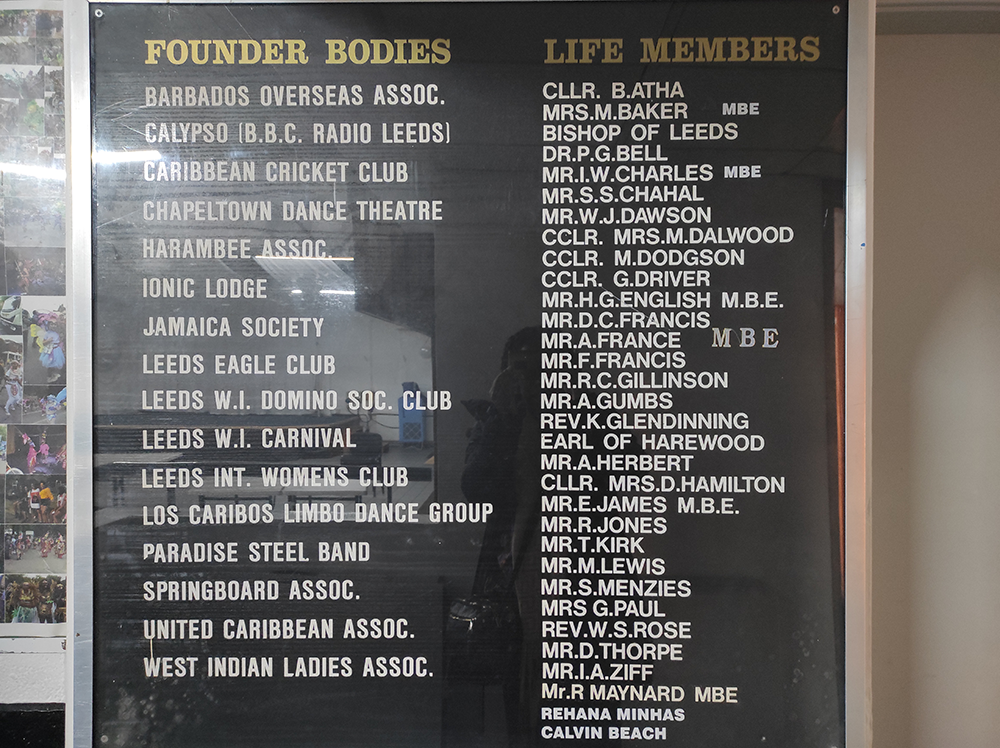 FOUNDER BODIES
BARBADOS OVERSEAS ASSOC.
CALYPSO (B.B.C. RADIO LEEDS)
CARIBBEAN CRICKET CLUB
CHAPELTOWN DANCE THEATRE
HARAMBEE ASSOC.
IONIC LODGE
JAMAICA SOCIETY
LEEDS EAGLE CLUB
LEEDS W.I. DOMINO SOC. CLUB
LEEDS W.I. CARNIVAL
LEEDS INT. WOMENS CLUB
LOS CARIBOS LIMBO DANCE GROUP
PARADISE STEEL BAND
SPRINGBOARD ASSOC.
UNITED CARIBBEAN ASSOC.
WEST INDIAN LADIES ASSOC.
LIFE MEMBERS
CLLR. B.ATHA
MRS.M.BAKER MBE
BISHOP OF LEEDS
DR.P.G.BELL
MR.I.W.CHARLES MBE
MR.S.S.CHAHAL
MR.W.J.DAWSON
CCLR. MRS.M.DALWOOD
CCLR. M.DODGSON
CCLR. G.DRIVER
MR.H.G.ENGLISH M.B.E.
MR.D.C.FRANCIS
MR.A.FRANCE MBE
MR.F.FRANCIS
MR.R.C.GILLINSON
MR.A.GUMBS
REV.K.GLENDINNING
EARL OF HAREWOOD
MR.A.HERBERT
CLLR. MRS.D.HAMILTON
MR.E.JAMES M.B.E.
MR.R.JONES
MR.T.KIRK
MR.M.LEWIS
MR.S.MENZIES
MRS G.PAUL
REV.W.S.ROSE
MR.D.THORPE
MR.I.A.ZIFF
Mr.R MAYNARD MBE
REHANA MINHAS
CALVIN BEACH